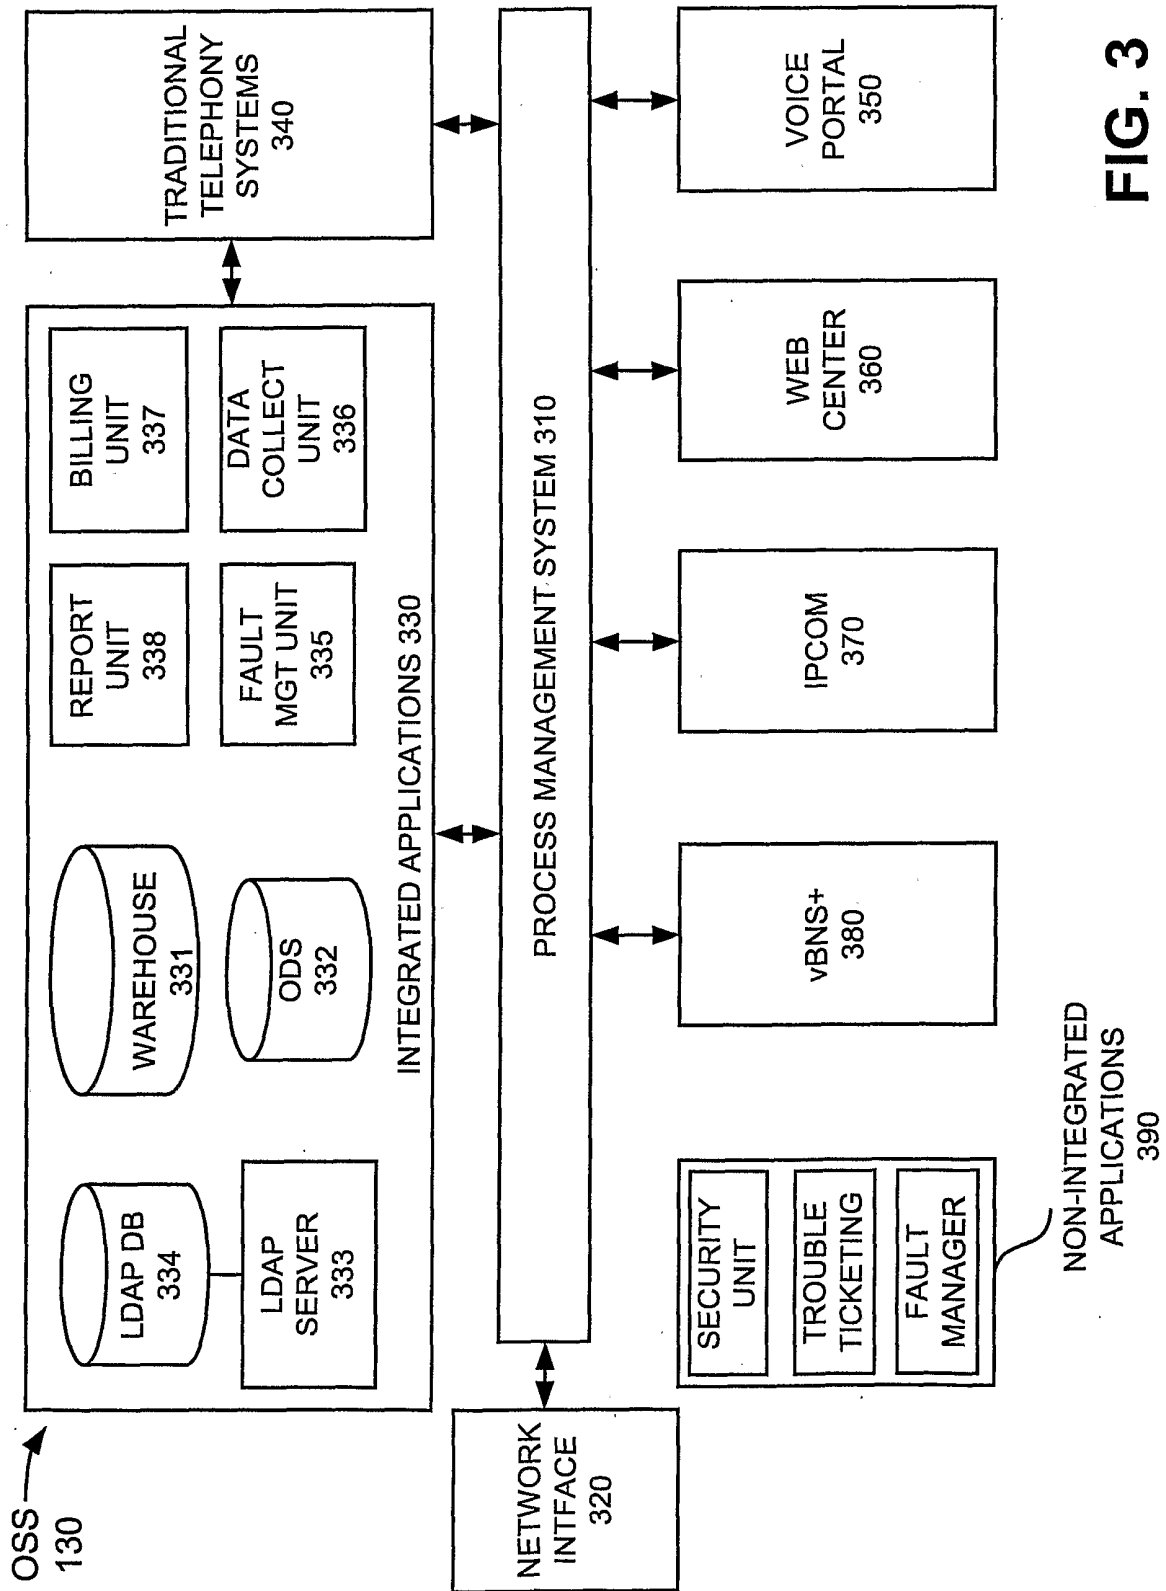 OSS
130
LDAP DB
334
LDAP
SERVER
333
WAREHOUSE
331
ODS
332
REPORT
UNIT
338
FAULT
MGT UNIT
335
BILLING
UNIT
337
DATA
COLLECT
UNIT
336
INTEGRATED APPLICATIONS 330
TRADITIONAL
TELEPHONY
SYSTEMS
340
NETWORK
INTFACE
320
PROCESS MANAGEMENT SYSTEM 310
SECURITY
UNIT
TROUBLE
TICKETING
FAULT
MANAGER
NON-INTEGRATED
APPLICATIONS
390
vBNS+
380
IPCOM
370
WEB
CENTER
360
VOICE
PORTAL
350
FIG. 3